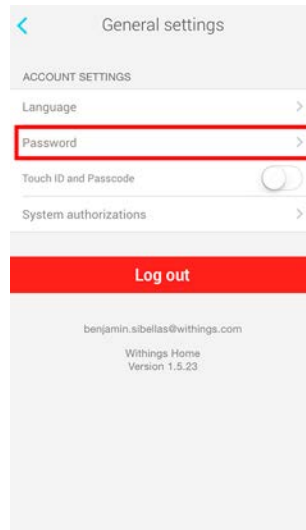 General settings
ACCOUNT SETTINGS
Language
Password
Touch ID and Passcode
System authorizations
Log out
benjamin.sibellas@withings.com
Withings Home
Version 1.5.23